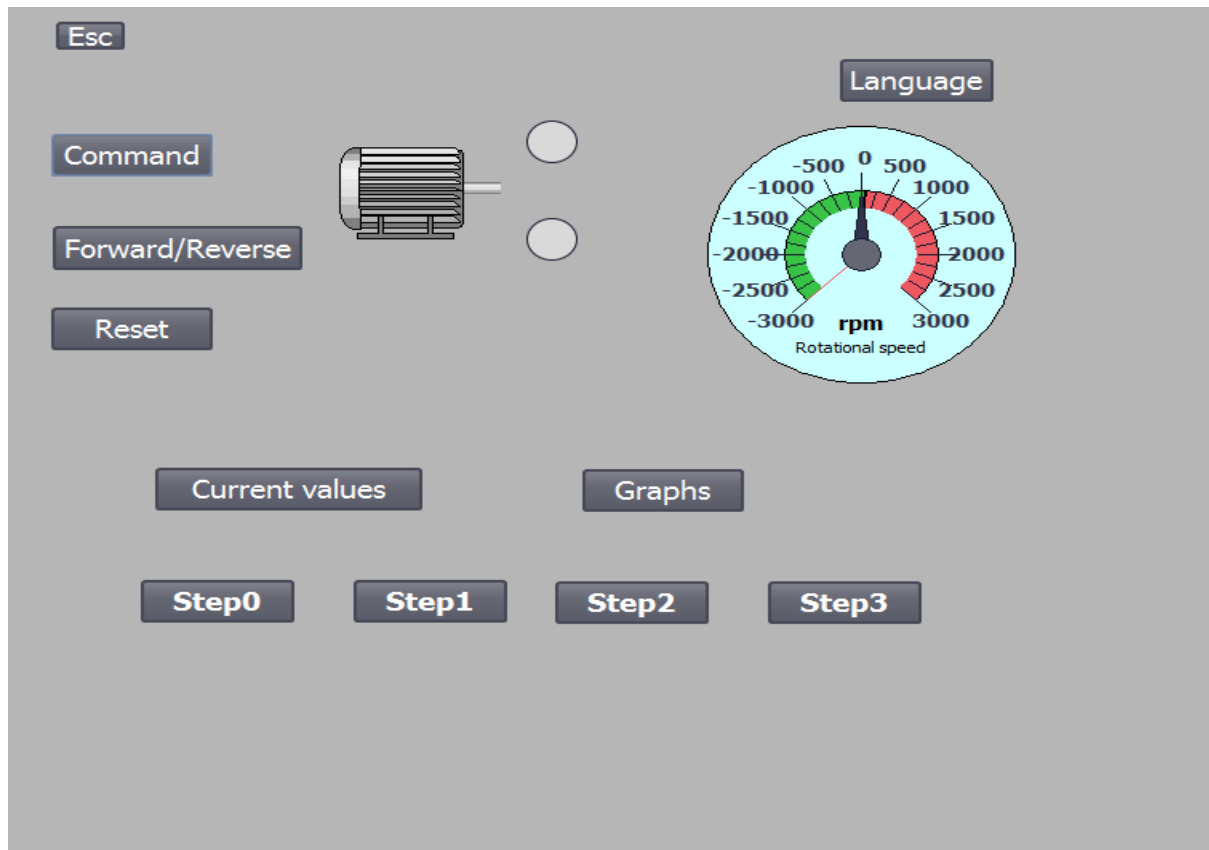 Esc
Language
Command
Forward/Reverse
Reset
0
-500 500
-1000 1000
-1500 1500
-2000 2000
-2500 2500
-3000 rpm 3000
Rotational speed
Current values
Graphs
Step0
Step1
Step2
Step3